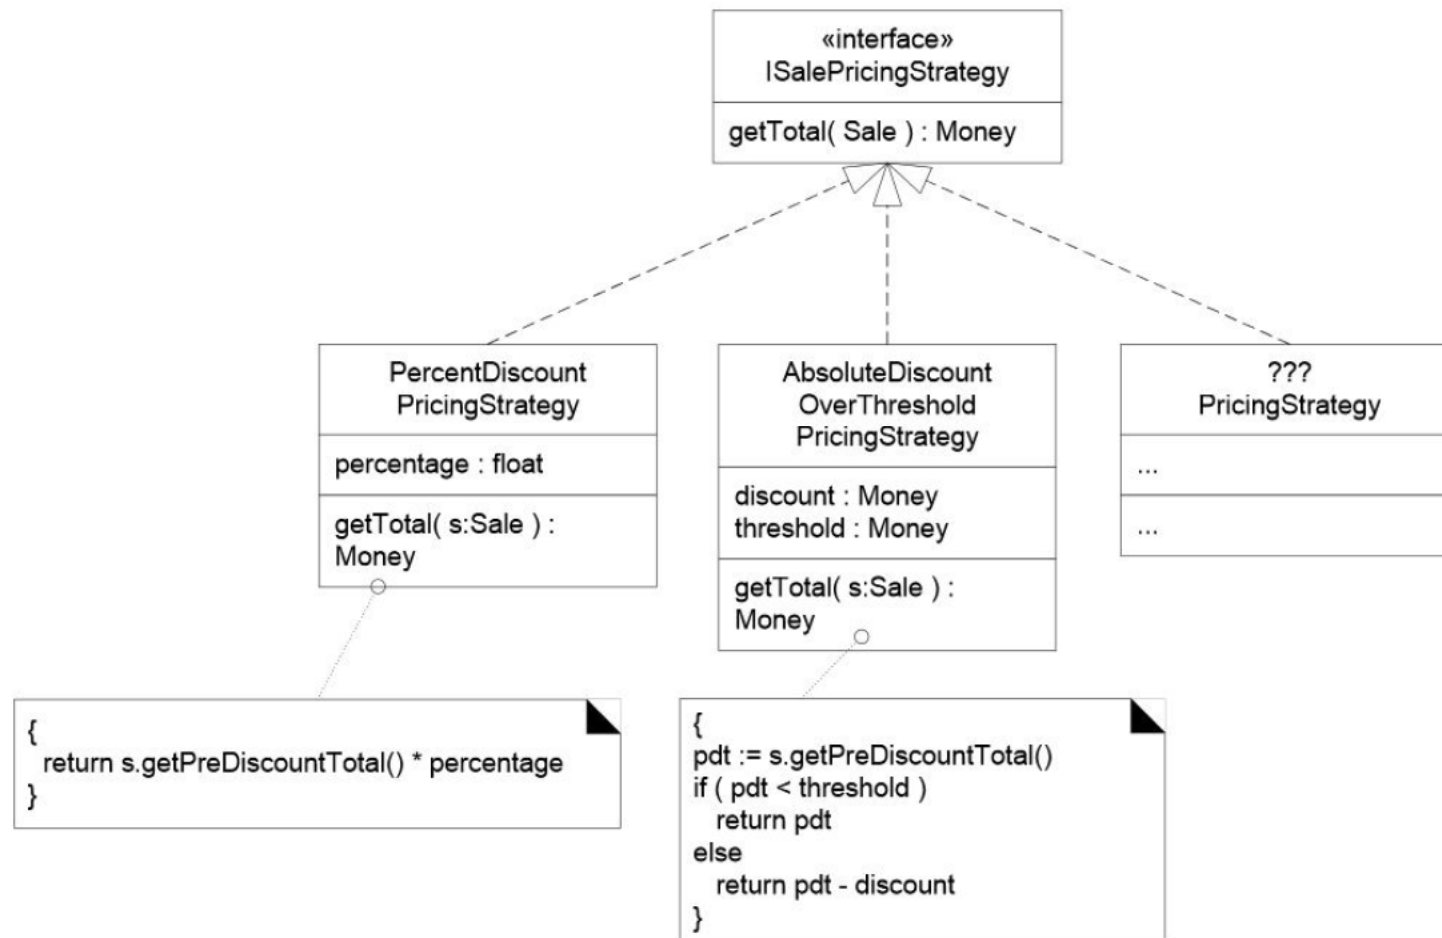 «interface»
ISalePricingStrategy
getTotal( Sale ) : Money
PercentDiscount
PricingStrategy
percentage : float
getTotal( s:Sale ) :
Money
AbsoluteDiscount
OverThreshold
PricingStrategy
discount : Money
threshold : Money
getTotal( s:Sale ) :
Money
???
PricingStrategy
...
...
{
return s.getPreDiscountTotal() * percentage
}
{
pdt := s.getPreDiscountTotal()
if ( pdt < threshold )
return pdt
else
return pdt - discount
}